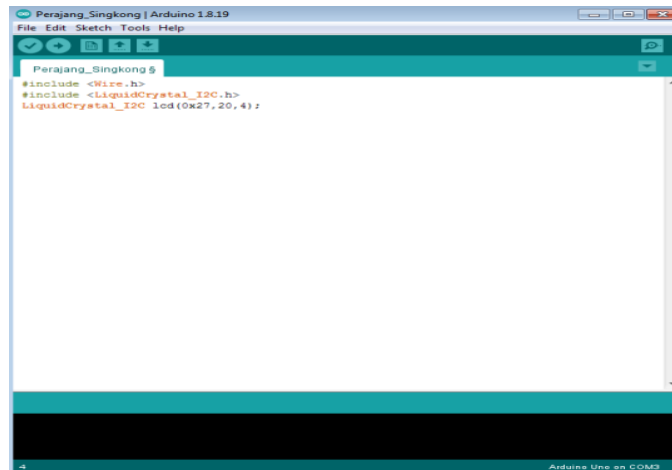 Perajang_Singkong | Arduino 1.8.19
File Edit Sketch Tools Help
Perajang_Singkong §
#include <Wire.h>
#include <LiquidCrystal_I2C.h>
LiquidCrystal_I2C lcd(0x27,20,4);
4
Arduino Uno on COM3